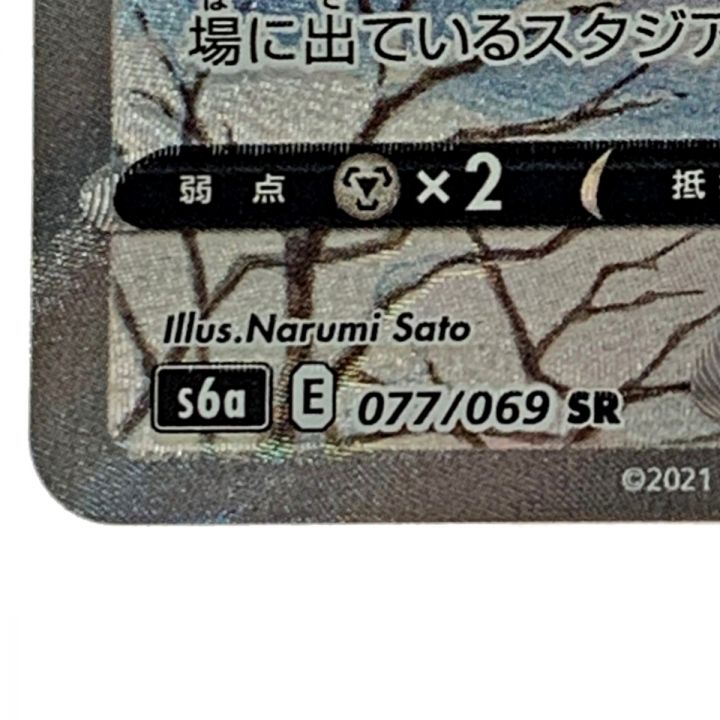 場に出ているスタジア
弱 点 ×2 抵
Illus.Narumi Sato
s6a E 077/069 SR
©2021